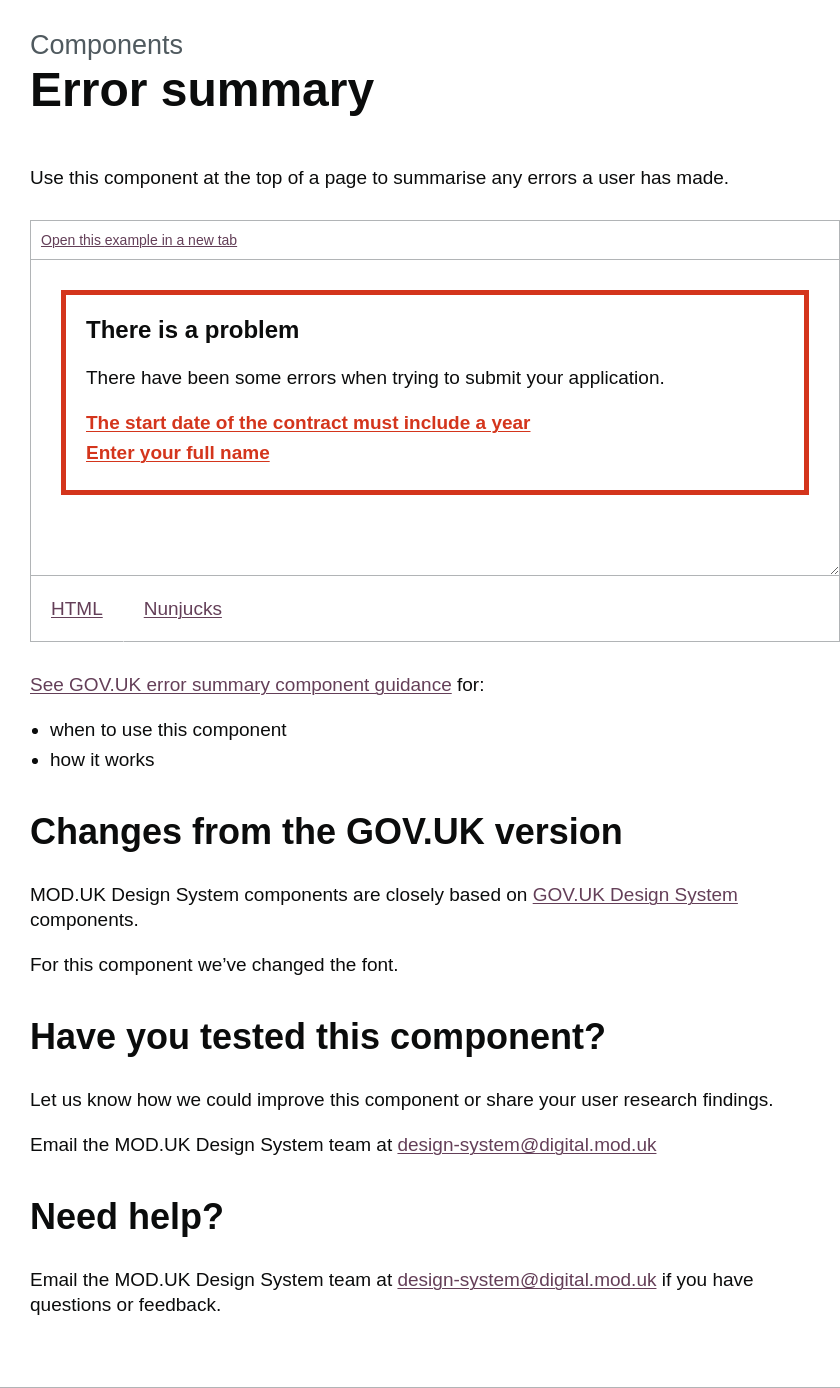 Components
Error summary
Use this component at the top of a page to summarise any errors a user has made.
Open this example in a new tab
There is a problem
There have been some errors when trying to submit your application.
The start date of the contract must include a year
Enter your full name
HTML
Nunjucks
See GOV.UK error summary component guidance for:
when to use this component
how it works
Changes from the GOV.UK version
MOD.UK Design System components are closely based on GOV.UK Design System
components.
For this component we’ve changed the font.
Have you tested this component?
Let us know how we could improve this component or share your user research findings.
Email the MOD.UK Design System team at design-system@digital.mod.uk
Need help?
Email the MOD.UK Design System team at design-system@digital.mod.uk if you have
questions or feedback.